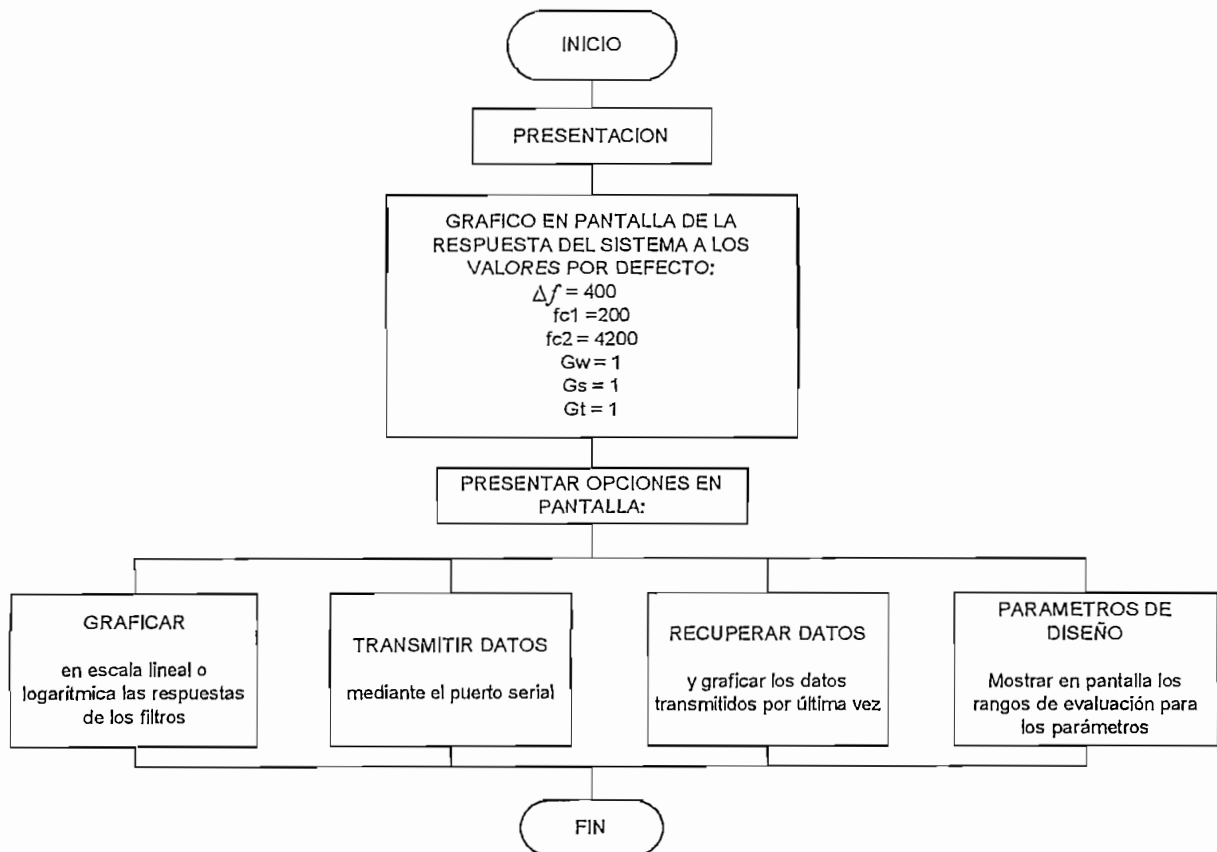 INICIO
PRESENTACION
GRAFICO EN PANTALLA DE LA
RESPUESTA DEL SISTEMA A LOS
VALORES POR DEFECTO:
Δf = 400
fc1 =200
fc2 = 4200
Gw = 1
Gs = 1
Gt = 1
PRESENTAR OPCIONES EN
PANTALLA:
GRAFICAR
en escala lineal o
logaritmica las respuestas
de los filtros
TRANSMITIR DATOS
mediante el puerto serial
RECUPERAR DATOS
y graficar los datos
transmitidos por última vez
PARAMETROS DE
DISEÑO
Mostrar en pantalla los
rangos de evaluación para
los parámetros
FIN